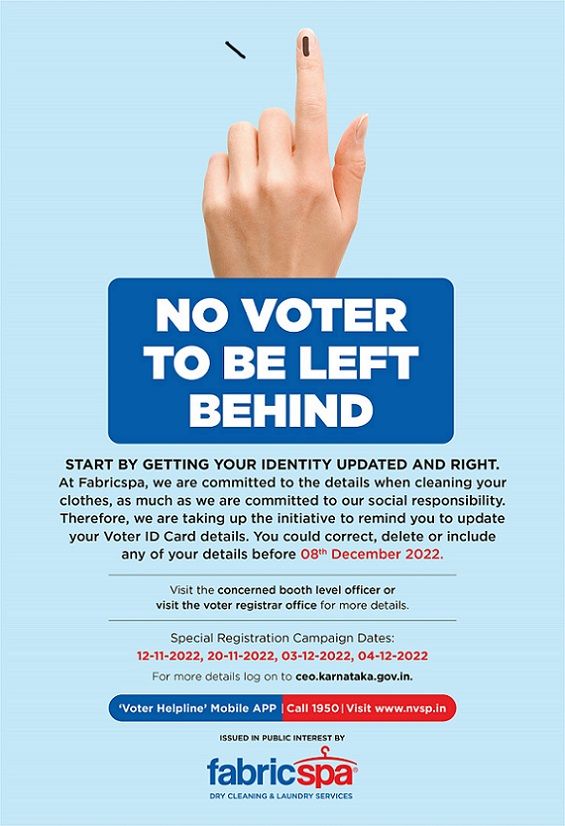 NO VOTER
TO BE LEFT
BEHIND
START BY GETTING YOUR IDENTITY UPDATED AND RIGHT.
At Fabricspa, we are committed to the details when cleaning your
clothes, as much as we are committed to our social responsibility.
Therefore, we are taking up the initiative to remind you to update
your Voter ID Card details. You could correct, delete or include
any of your details before 08th December 2022.
Visit the concerned booth level officer or
visit the voter registrar office for more details.
Special Registration Campaign Dates:
12-11-2022, 20-11-2022, 03-12-2022, 04-12-2022
For more details log on to ceo.karnataka.gov.in.
'Voter Helpline' Mobile APP | Call 1950 | Visit www.nvsp.in
ISSUED IN PUBLIC INTEREST BY
fabricspa®
DRY CLEANING & LAUNDRY SERVICES